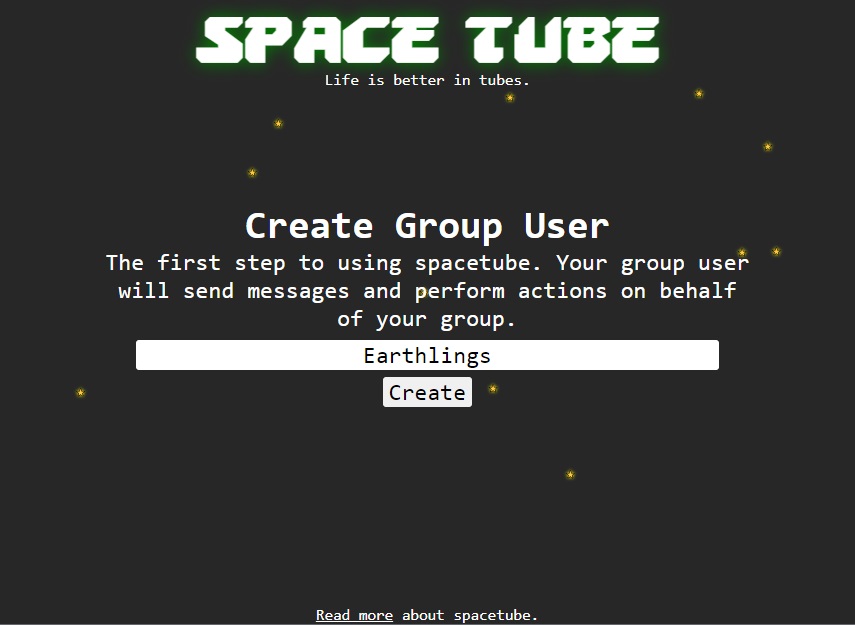 SPACE TUBE
Life is better in tubes.
Create Group User
The first step to using spacetube. Your group user
will send messages and perform actions on behalf
of your group.
Earthlings
Create
Read more about spacetube.